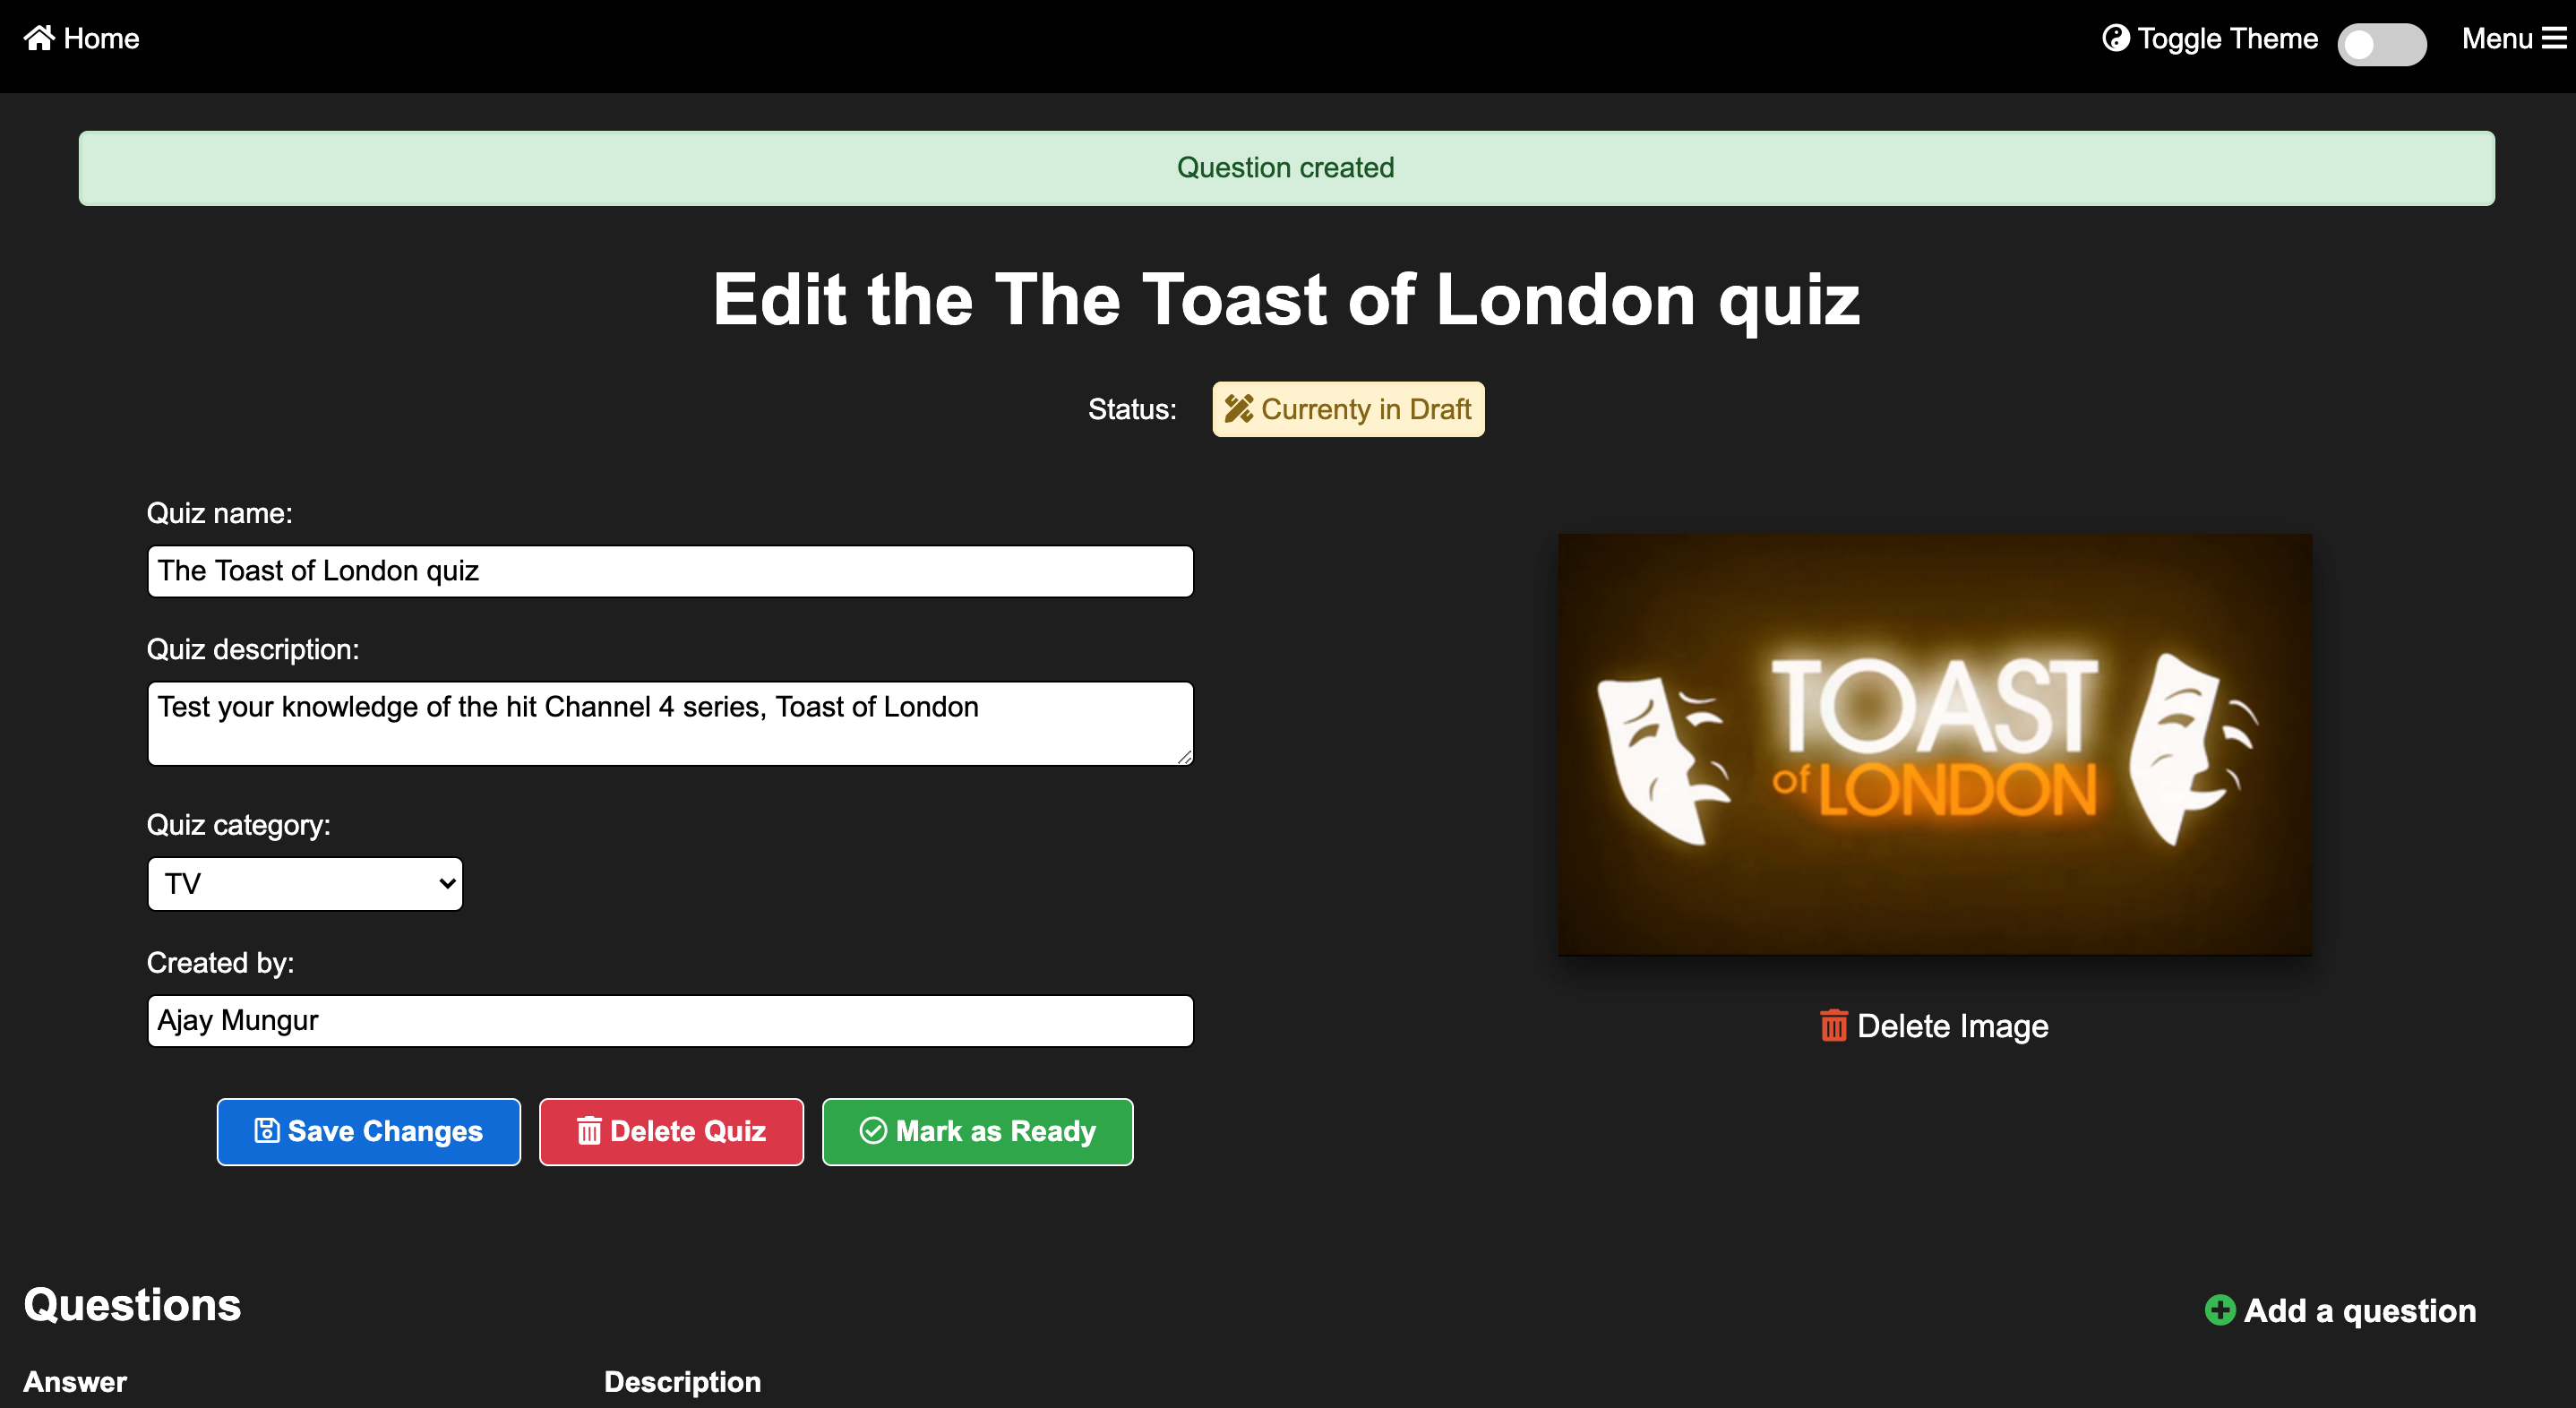 Home
Toggle Theme
Menu
Question created
Edit the The Toast of London quiz
Status:
Currenty in Draft
Quiz name:
The Toast of London quiz
Quiz description:
Test your knowledge of the hit Channel 4 series, Toast of London
Quiz category:
TV
Created by:
Ajay Mungur
Save Changes
Delete Quiz
Mark as Ready
TOAST
of LONDON
Delete Image
Questions
Add a question
Answer
Description